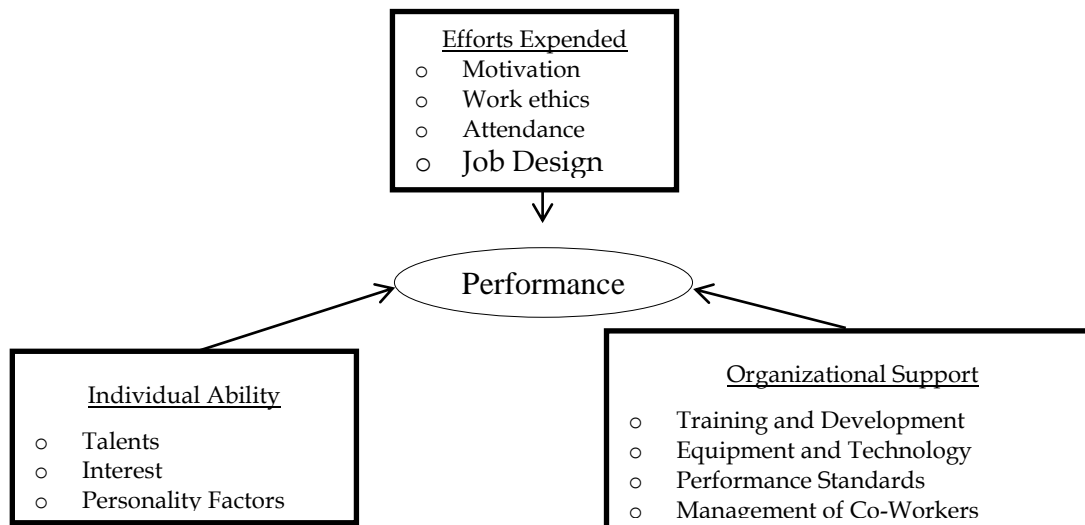 Efforts Expended
o Motivation
o Work ethics
o Attendance
o Job Design
Performance
Individual Ability
o Talents
o Interest
o Personality Factors
Organizational Support
o Training and Development
o Equipment and Technology
o Performance Standards
o Management of Co-Workers